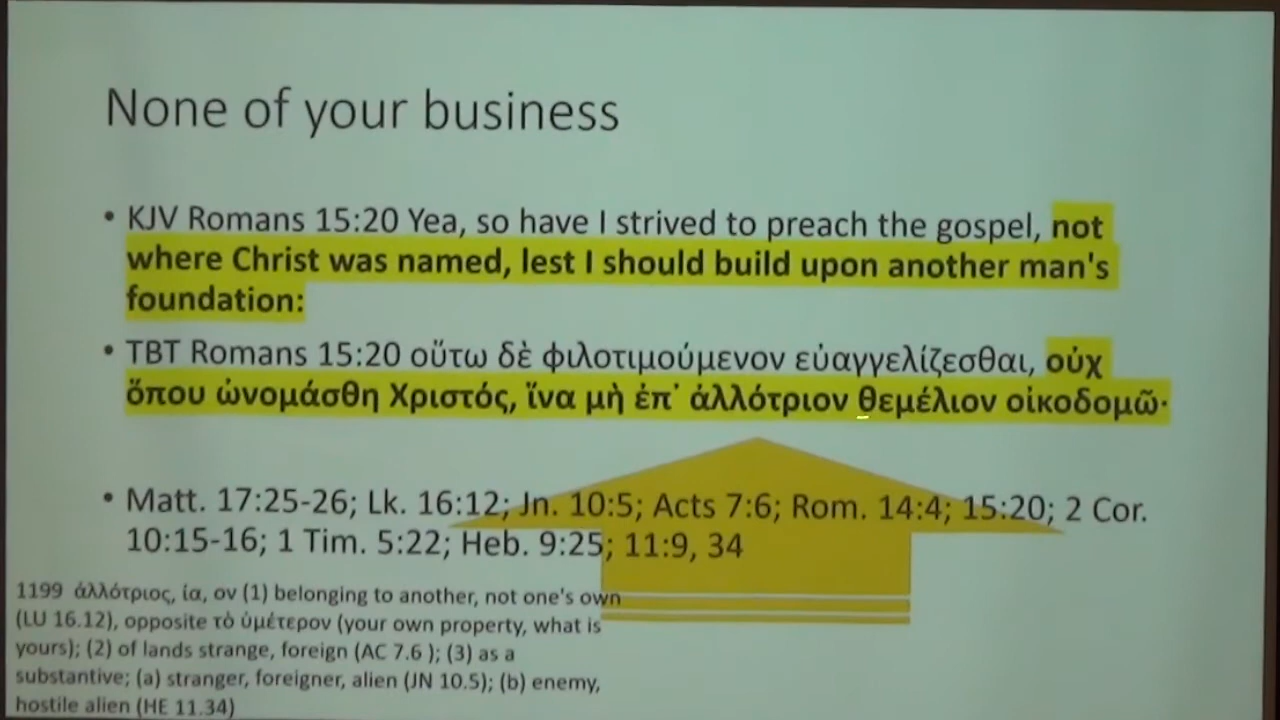 None of your business
• KJV Romans 15:20 Yea, so have I strived to preach the gospel, not
where Christ was named, lest I should build upon another man's
foundation:
• TBT Romans 15:20 οὕτω δὲ φιλοτιμούμενον εὐαγγελίζεσθαι, οὐχ
ὅπου ὠνομάσθη Χριστός, ἵνα μὴ ἐπ᾽ ἀλλότριον θεμέλιον οἰκοδομῶ·
• Matt. 17:25-26; Lk. 16:12; Jn. 10:5; Acts 7:6; Rom. 14:4; 15:20; 2 Cor.
10:15-16; 1 Tim. 5:22; Heb. 9:25; 11:9, 34
1199 ἀλλότριος, ία, ον (1) belonging to another, not one's own
(LU 16.12), opposite τὸ ὑμέτερον (your own property, what is
yours); (2) of lands strange, foreign (AC 7.6 ); (3) as a
substantive; (a) stranger, foreigner, alien (JN 10.5); (b) enemy,
hostile alien (HE 11.34)